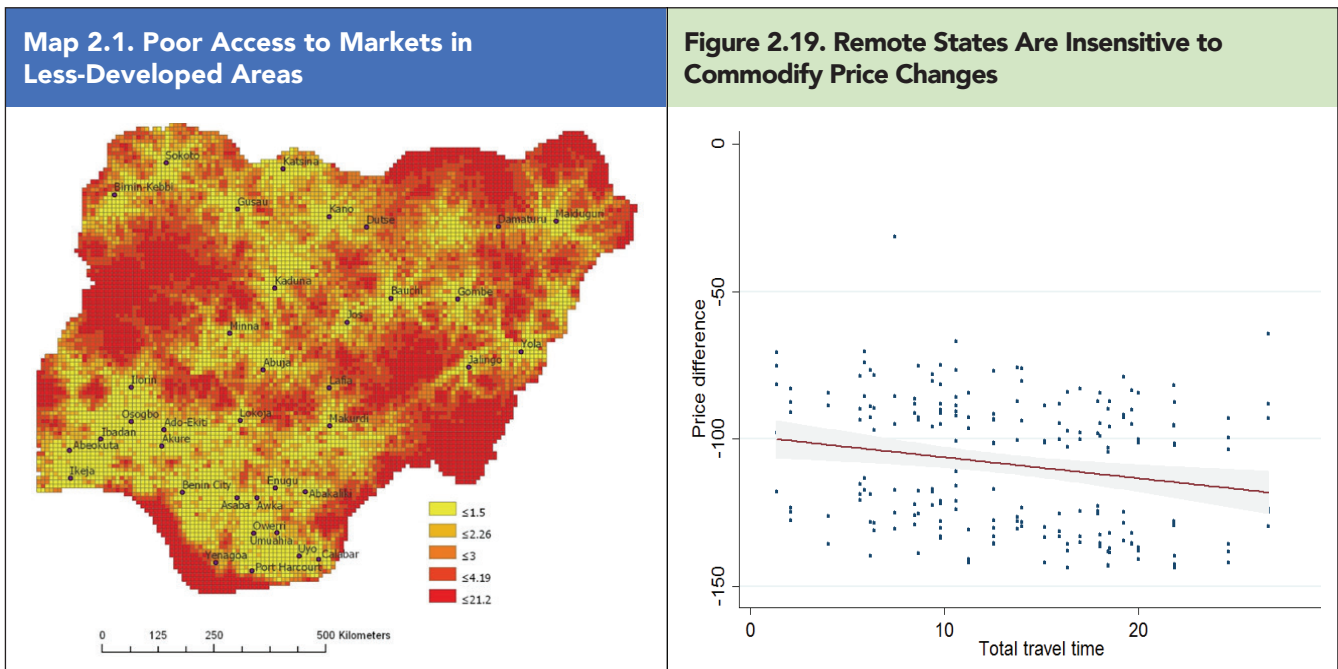 Map 2.1. Poor Access to Markets in
Less-Developed Areas
Sokoto
Katsina
Birnin-Kebbi
Gusau
Kano
Dutse
Damaturu
Maidugun
Kaduna
Bauchi
Gombe
Jos
Minna
Yola
Abuja
Jalingo
Ilorin
Lafia
Osogbo
Ado-Ekiti
Lokoja
Makurdi
Ibadan
Akure
Abeokuta
Ikeja
Benin City
Enugu
Abakaliki
Asaba
Awka
Owerri
Umuahia
Uyo
Yenagoa
Calabar
Port Harcourt
≤1.5
≤2.26
≤3
≤4.19
≤21.2
0 125 250 500 Kilometers
Figure 2.19. Remote States Are Insensitive to
Commodify Price Changes
Price difference
0
-50
-100
-150
0 10 20
Total travel time